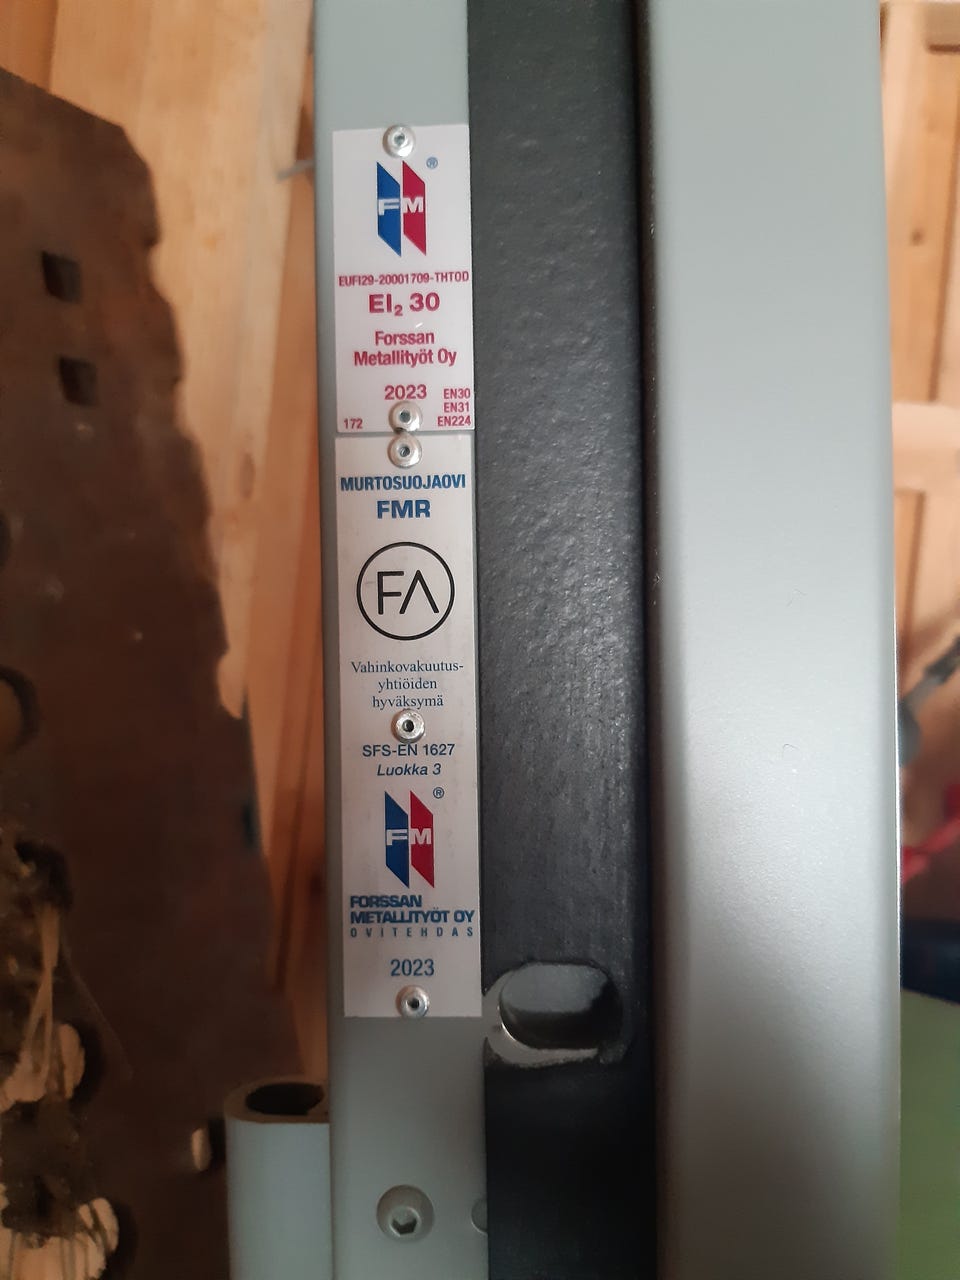 FM
®
EUFI29-20001709-THTOD
EI₂ 30
Forssan
Metallityöt Oy
2023
EN30
EN31
172
EN224
MURTOSUOJAOVI
FMR
FA
Vahinkovakuutus-
yhtiöiden
hyväksymä
SFS-EN 1627
Luokka 3
®
FM
FORSSAN
METALLITYÖT OY
OVITEHDAS
2023